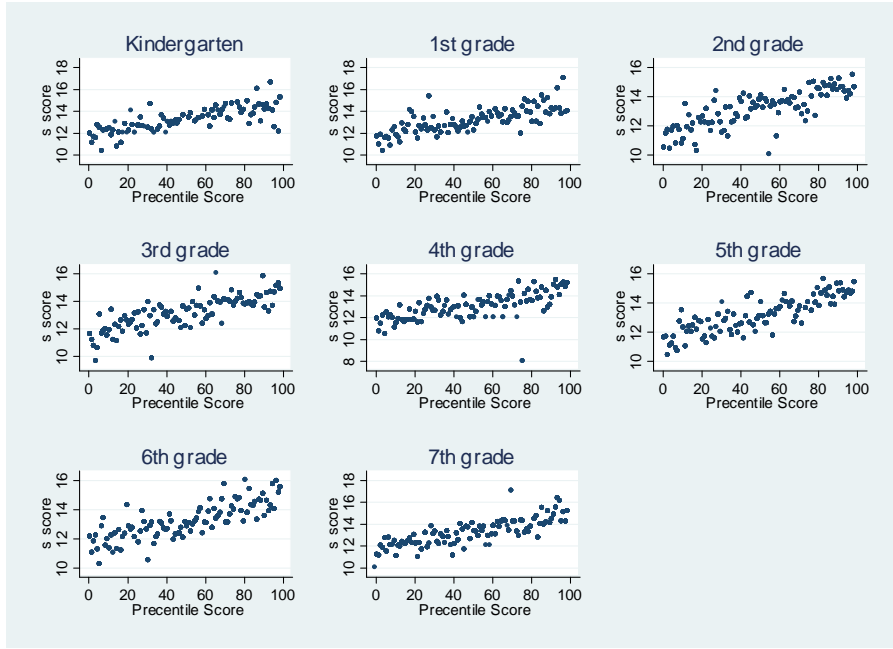 Kindergarten
s score
10 12 14 16 18
0 20 40 60 80 100
Precentile Score
1st grade
s score
10 12 14 16 18
0 20 40 60 80 100
Precentile Score
2nd grade
s score
10 12 14 16
0 20 40 60 80 100
Precentile Score
3rd grade
s score
10 12 14 16
0 20 40 60 80 100
Precentile Score
4th grade
s score
8 10 12 14 16
0 20 40 60 80 100
Precentile Score
5th grade
s score
10 12 14 16
0 20 40 60 80 100
Precentile Score
6th grade
s score
10 12 14 16
0 20 40 60 80 100
Precentile Score
7th grade
s score
10 12 14 16 18
0 20 40 60 80 100
Precentile Score